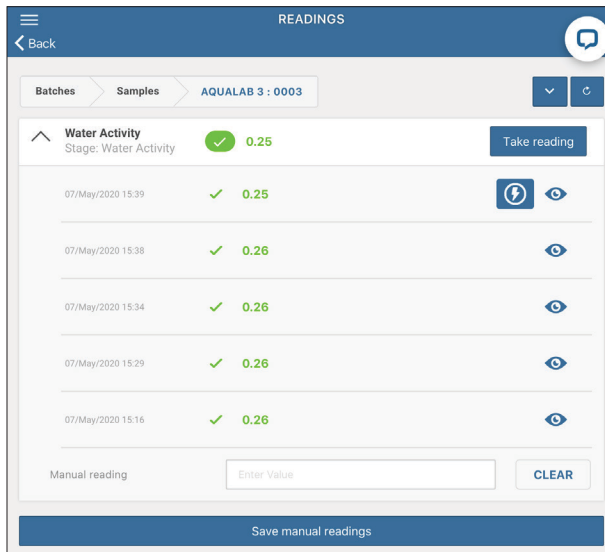 READINGS
Back
Batches Samples AQUALAB 3 : 0003
Water Activity 0.25 Take reading
Stage: Water Activity
07/May/2020 15:39 0.25
07/May/2020 15:38 0.26
07/May/2020 15:34 0.26
07/May/2020 15:29 0.26
07/May/2020 15:16 0.26
Manual reading Enter Value CLEAR
Save manual readings